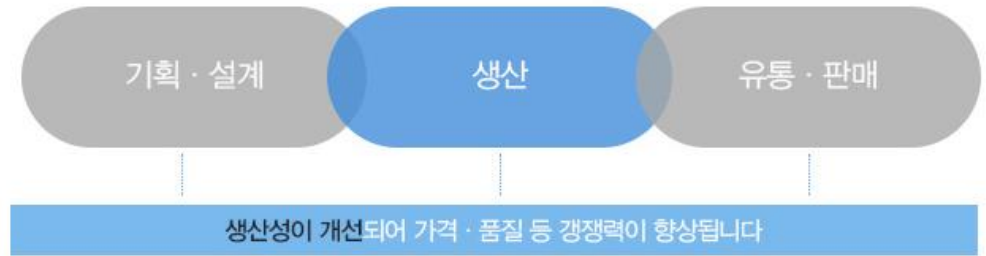 기획 · 설계
생산
유통 · 판매
생산성이 개선되어 가격 · 품질 등 갱쟁력이 향상됩니다